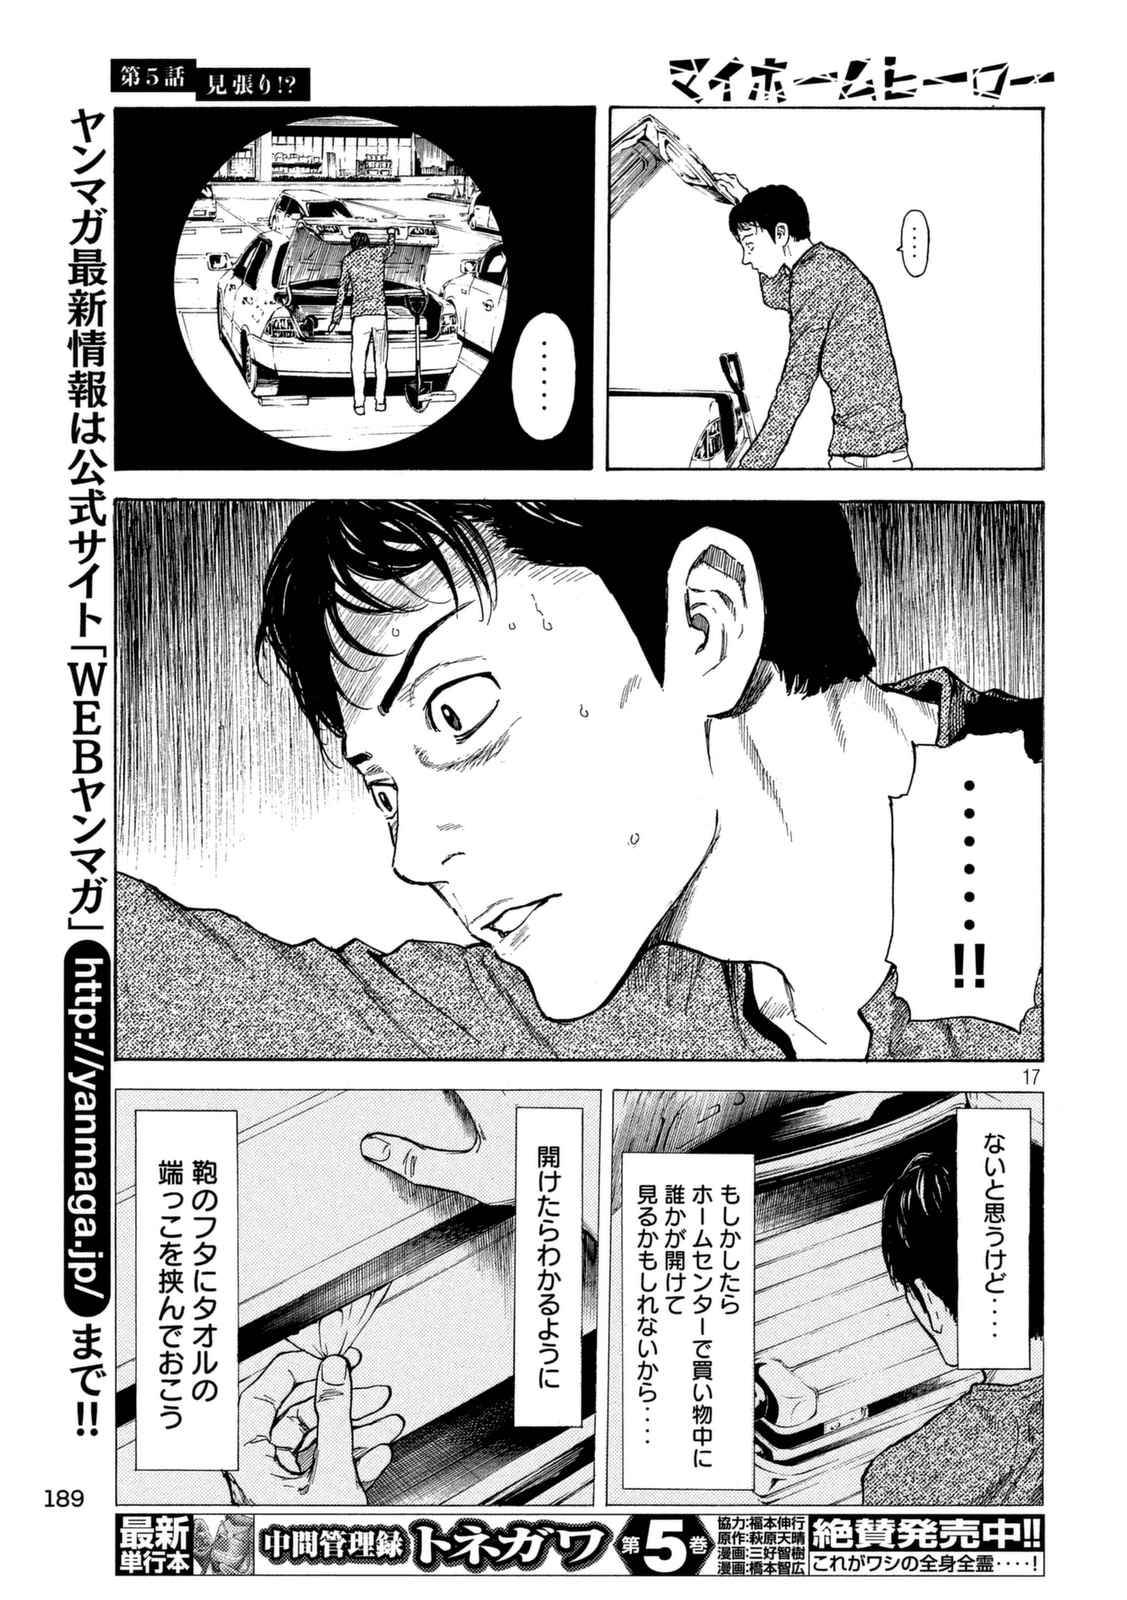 第5話
見張り!?
マイホームヒーロー
ヤンマガ最新情報は公式サイト「WEBヤンマガ」http://yanmaga.jp/まで!!
‥‥
‥‥‥
‥‥‥!!
17
ないと思うけど‥‥
もしかしたら
ホームセンターで買い物中に
誰かが開けて
見るかもしれないから‥‥
開けたらわかるように
鞄のフタにタオルの
端っこを挟んでおこう
189
最新
単行本
中間管理録トネガワ
第5巻
協力:福本伸行
原作:萩原天晴
漫画:三好智樹
漫画:橋本智広
絶賛発売中!!
これがワシの全身全霊‥‥!